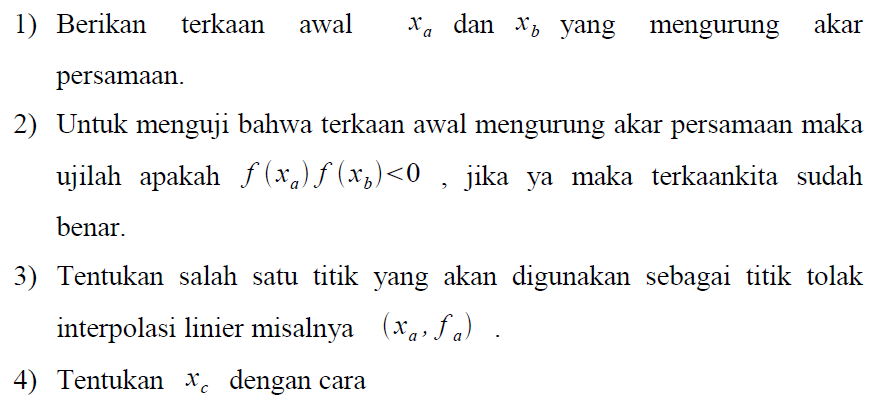 1) Berikan terkaan awal x_a dan x_b yang mengurung akar
persamaan.
2) Untuk menguji bahwa terkaan awal mengurung akar persamaan maka
ujilah apakah f(x_a)f(x_b)<0 , jika ya maka terkaankita sudah
benar.
3) Tentukan salah satu titik yang akan digunakan sebagai titik tolak
interpolasi linier misalnya (x_a, f_a) .
4) Tentukan x_c dengan cara